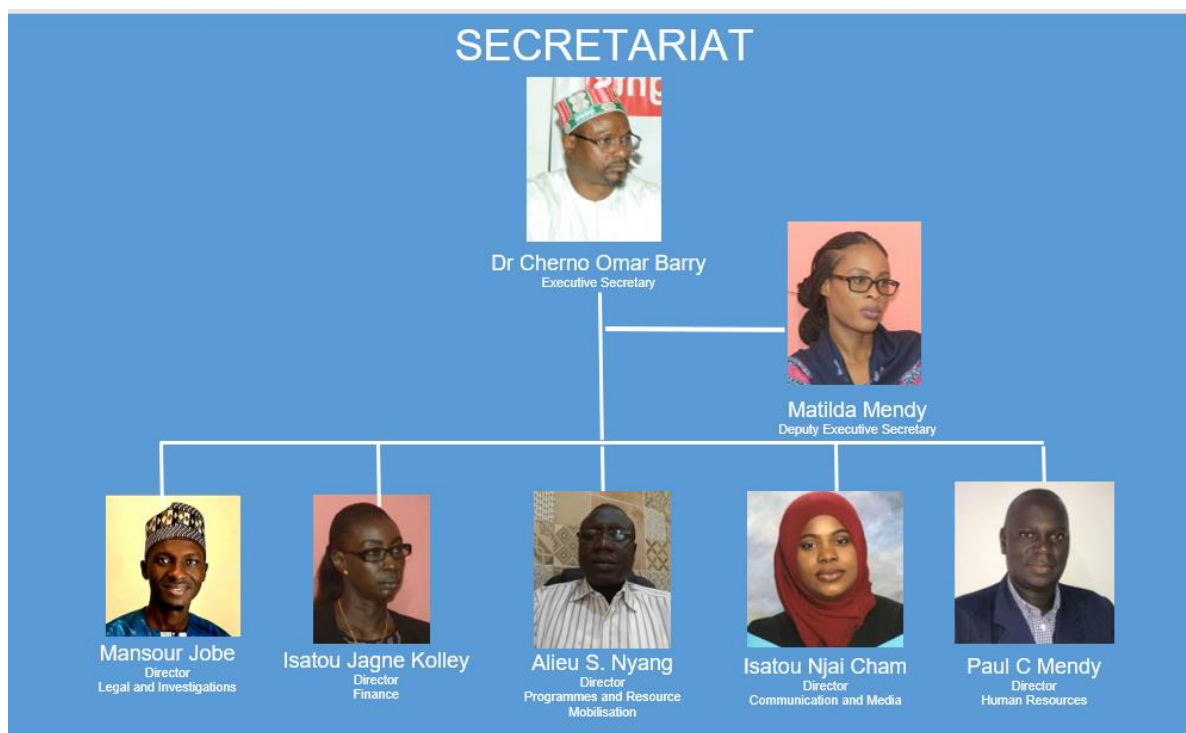 SECRETARIAT
Dr Cherno Omar Barry
Executive Secretary
Matilda Mendy
Deputy Executive Secretary
Mansour Jobe
Director
Legal and Investigations
Isatou Jagne Kolley
Director
Finance
Alieu S. Nyang
Director
Programmes and Resource
Mobilisation
Isatou Njai Cham
Director
Communication and Media
Paul C Mendy
Director
Human Resources